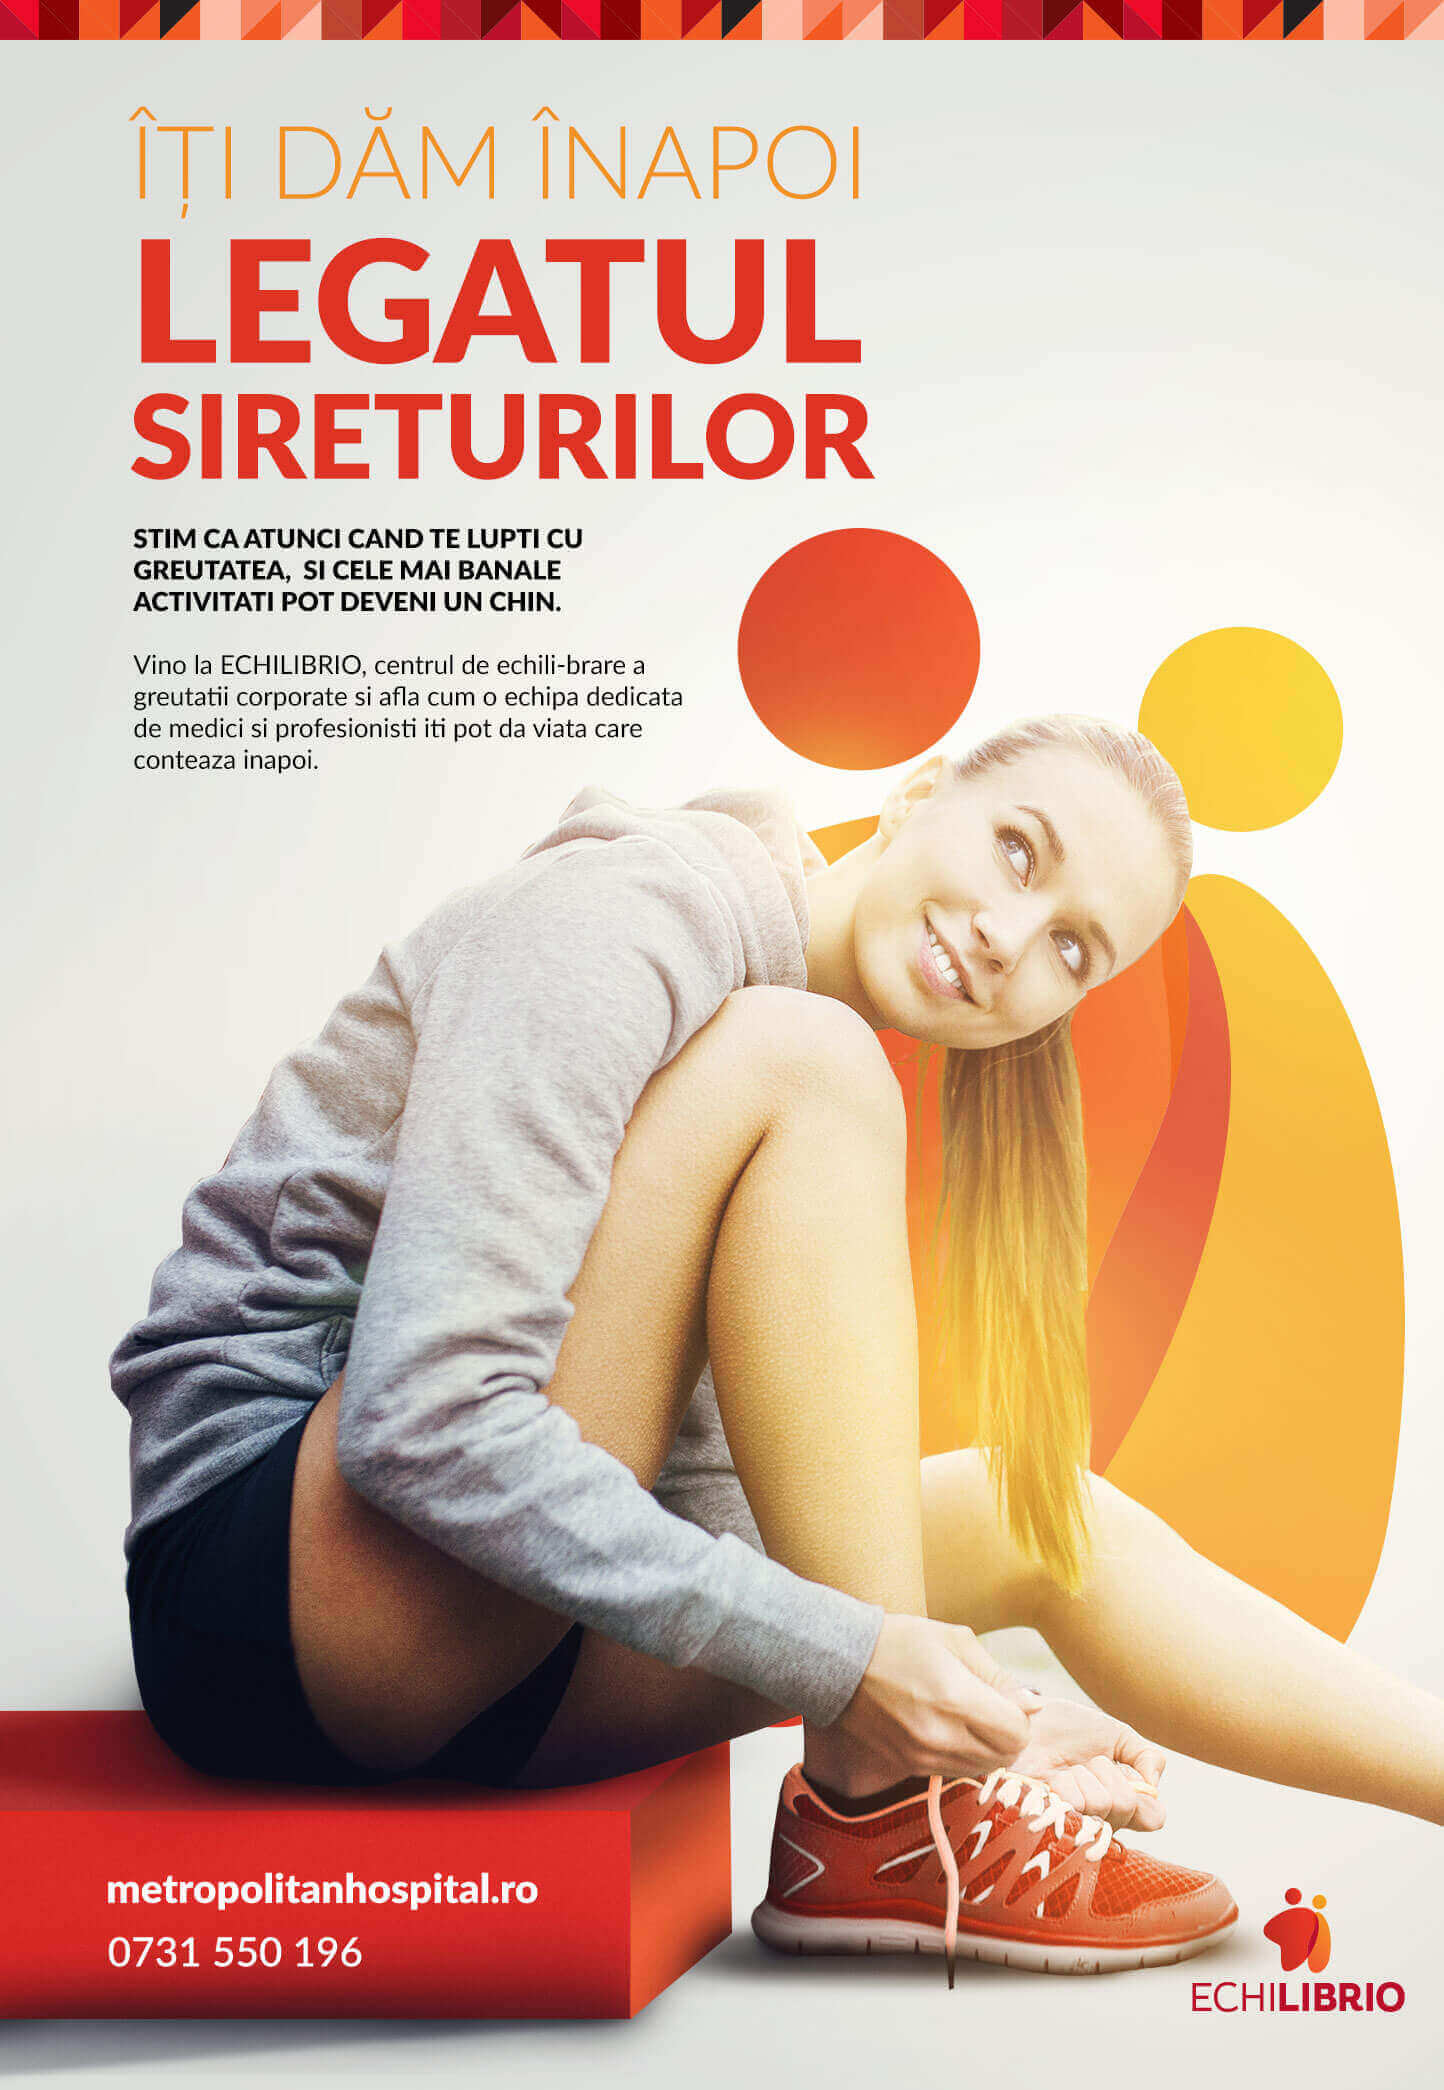 ÎȚI DĂM ÎNAPOI
LEGATUL
SIRETURILOR
STIM CA ATUNCI CAND TE LUPTI CU
GREUTATEA, SI CELE MAI BANALE
ACTIVITATI POT DEVENI UN CHIN.
Vino la ECHILIBRIO, centrul de echili-brare a
greutatii corporate si afla cum o echipa dedicata
de medici si profesionisti iti pot da viata care
conteaza inapoi.
metropolitanhospital.ro
0731 550 196
ECHILIBRIO